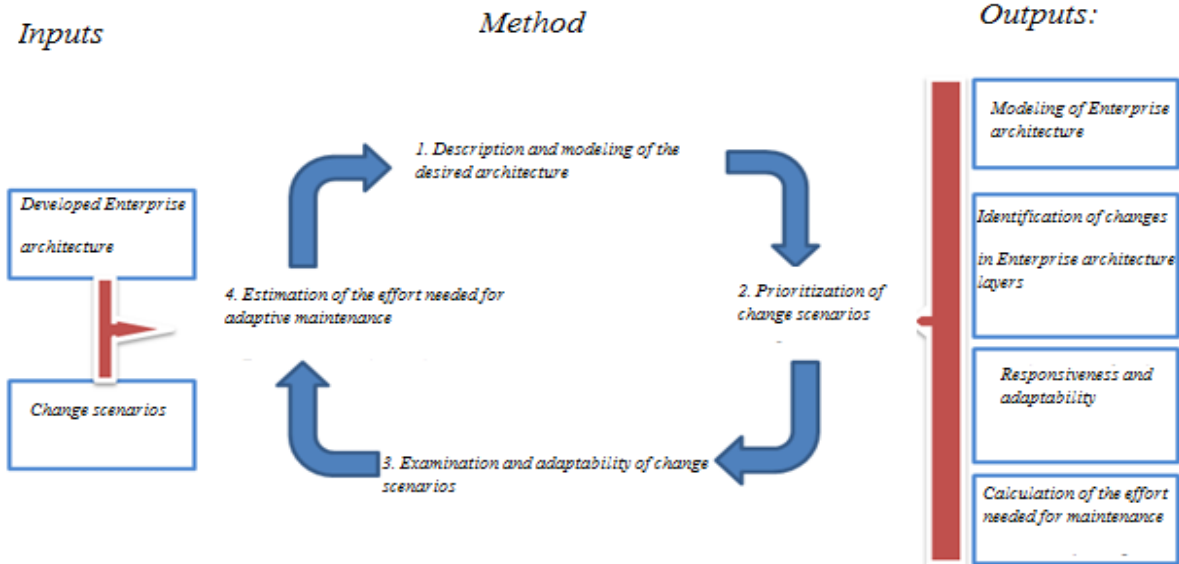 Inputs
Method
Outputs:
Developed Enterprise
architecture
Change scenarios
1. Description and modeling of the
desired architecture
2. Prioritization of
change scenarios
3. Examination and adaptability of change
scenarios
4. Estimation of the effort needed for
adaptive maintenance
Modeling of Enterprise
architecture
Identification of changes
in Enterprise architecture
layers
Responsiveness and
adaptability
Calculation of the effort
needed for maintenance